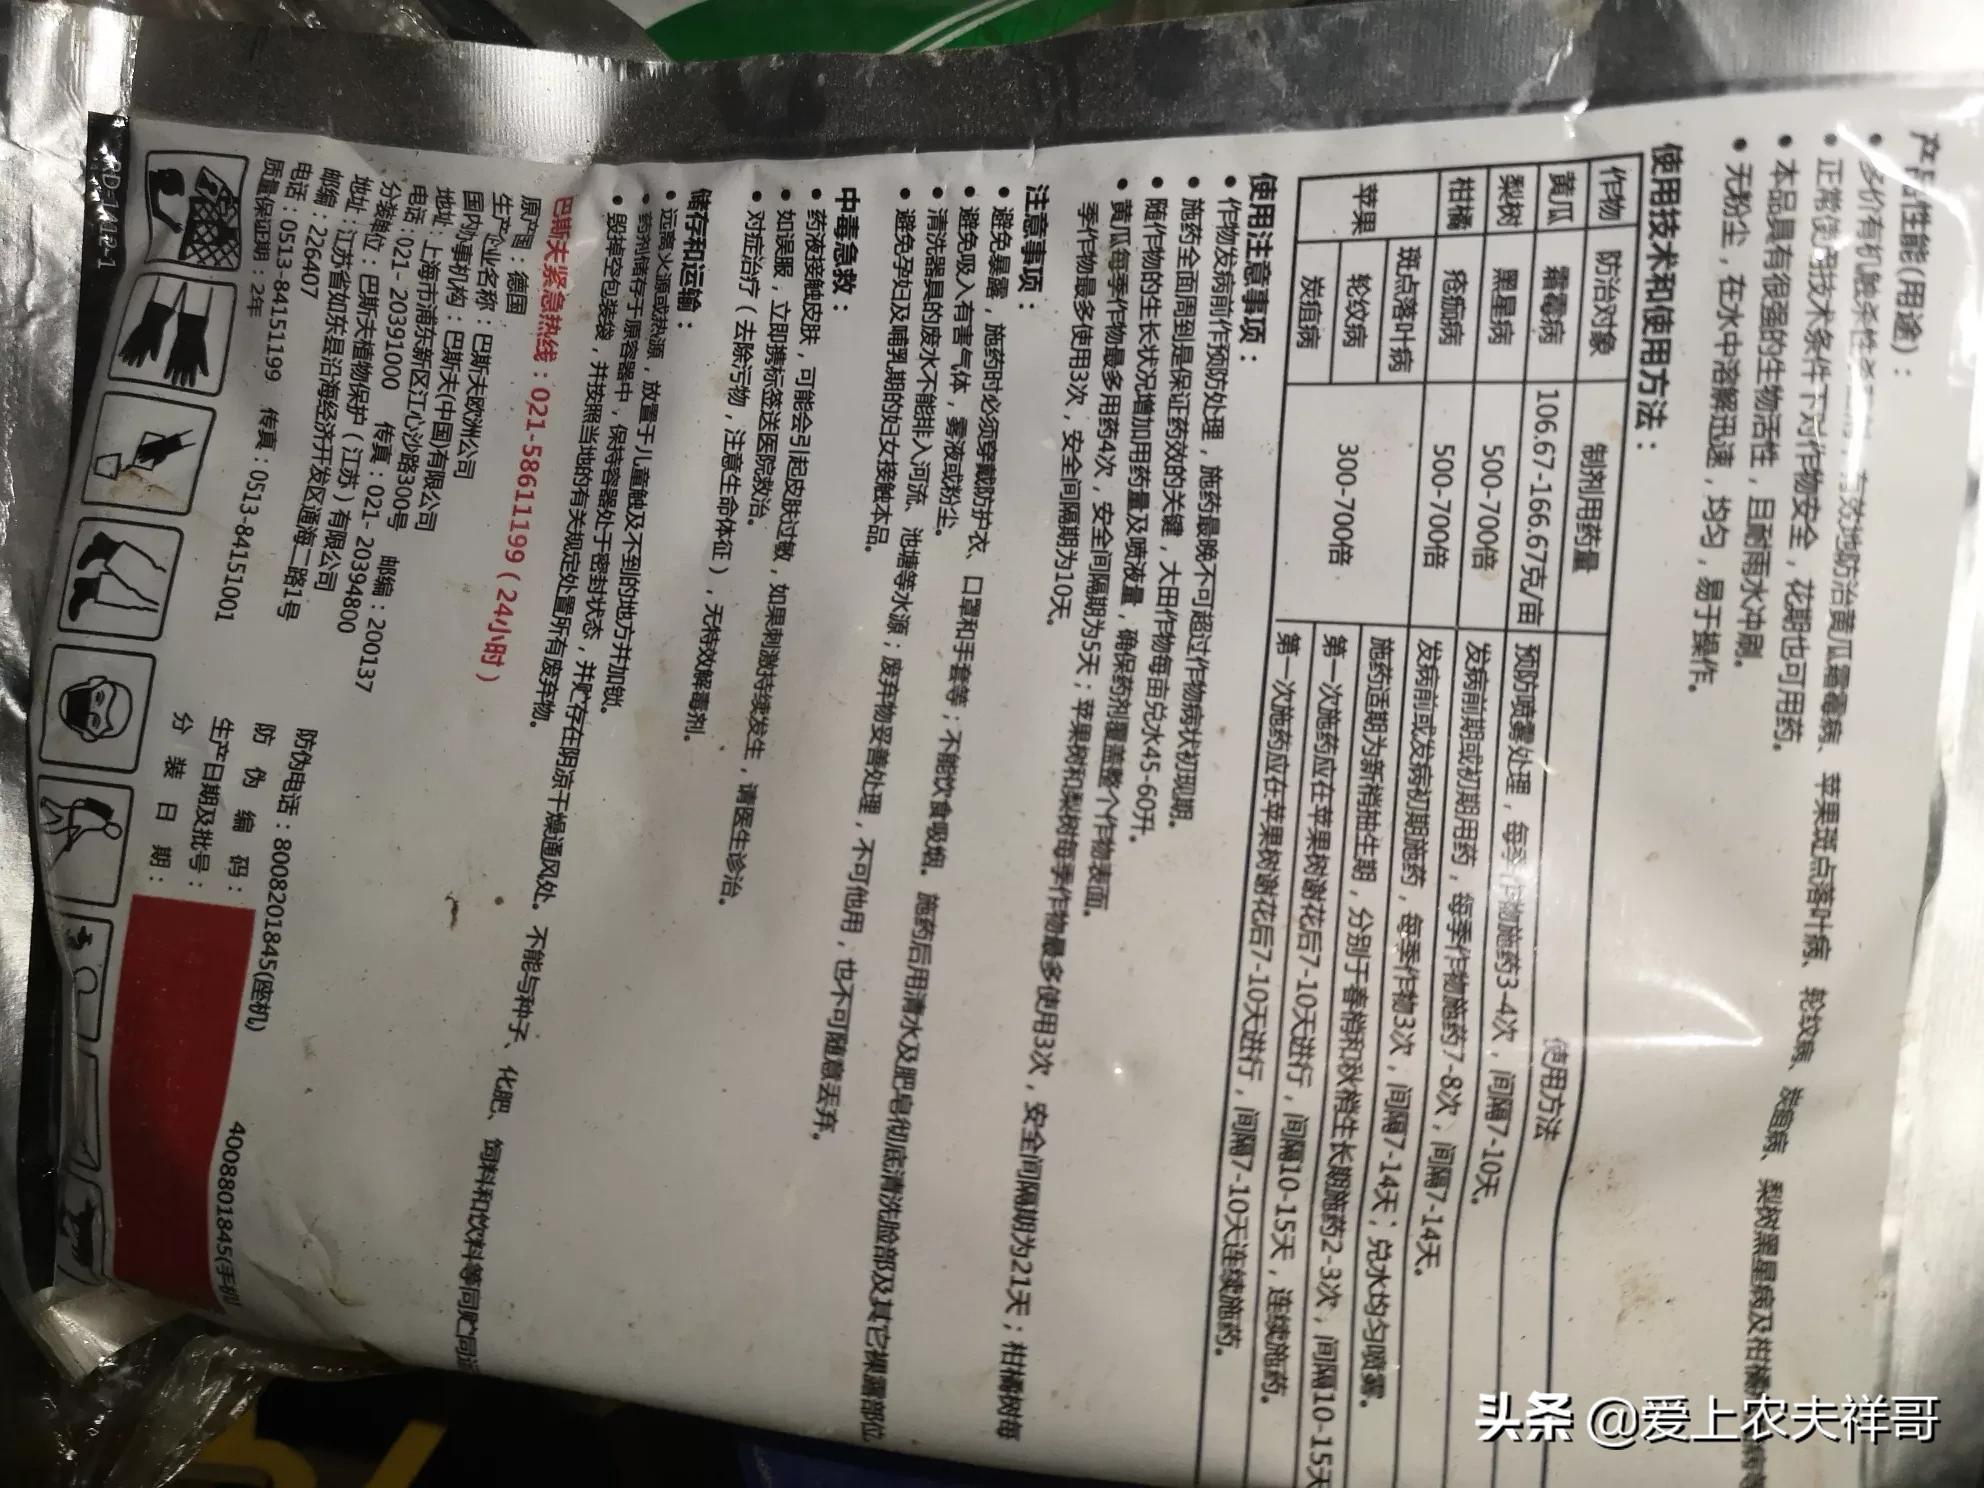 产品性能(用途)：
• 多价有机触杀性 有效地防治黄瓜霜霉病、苹果斑点落叶病、轮纹病、炭疽病、梨树黑星病及柑橘
• 正常使用技术条件下对作物安全，花期也可用药。
• 本品具有很强的生物活性，且耐雨水冲刷。
• 无粉尘，在水中溶解迅速，均匀，易于操作。
使用技术和使用方法：
作物 防治对象 制剂用药量 使用方法
黄瓜 霜霉病 106.67-166.67克/亩 预防喷雾处理，每季作物施药3-4次，间隔7-10天。
梨树 黑星病 500-700倍 发病前期或初期用药，每季作物施药7-8次，间隔7-14天。
柑橘 疮痂病 500-700倍 发病前或发病初期施药，每季作物3次，间隔7-14天；兑水均匀喷雾。
苹果 斑点落叶病 300-700倍 施药适期为新梢抽生期，分别于春梢和秋梢生长期施药2-3次，间隔10-15天
轮纹病 第一次施药应在苹果树谢花后7-10天进行，间隔10-15天，连续施药。
炭疽病 第一次施药应在苹果树谢花后7-10天进行，间隔7-10天连续施药。
使用注意事项：
• 作物发病前作预防处理，施药最晚不可超过作物病状初现期。
• 施药全面周到是保证药效的关键，大田作物每亩兑水45-60升。
• 随作物的生长状况增加用药量及喷液量，确保药剂覆盖整个作物表面。
• 黄瓜每季作物最多用药4次，安全间隔期为5天；苹果树和梨树每季作物最多使用3次，安全间隔期为21天；柑橘树每
季作物最多使用3次，安全间隔期为10天。
注意事项：
• 避免暴露，施药时必须穿戴防护衣、口罩和手套等；不能饮食吸烟。施药后用清水及肥皂彻底清洗脸部及其它裸露部位
• 避免吸入有害气体，雾液或粉尘。
• 清洗器具的废水不能排入河流、池塘等水源；废弃物妥善处理，不可他用，也不可随意丢弃。
• 避免孕妇及哺乳期的妇女接触本品。
中毒急救：
• 药液接触皮肤，可能会引起皮肤过敏，如果刺激持续发生，请医生诊治。
• 如误服，立即携标签送医院救治。
• 对症治疗（去除污物，注意生命体征），无特效解毒剂。
储存和运输：
• 远离火源或热源，放置于儿童触及不到的地方并加锁。
• 药剂储存于原容器中，保持容器处于密封状态，并贮存在阴凉干燥通风处。不能与种子、化肥、饲料和饮料等同贮同运
• 毁掉空包装袋，并按照当地的有关规定处置所有废弃物。
巴斯夫紧急热线：021-58611199 (24小时)
原产国：德国
生产企业名称：巴斯夫欧洲公司
国内办事机构：巴斯夫(中国)有限公司
地址：上海市浦东新区江心沙路300号 邮编：200137
电话：021-20391000 传真：021-20394800
分装单位：巴斯夫植物保护（江苏）有限公司
地址：江苏省如东县沿海经济开发区通海二路1号
邮编：226407
电话：0513-84151199 传真：0513-84151001
质量保证期：2年
防伪电话：8008201845(座机)
4008801845(手机)
防伪编码：
生产日期及批号：
分装日期：
RD-1412-1
头条 @爱上农夫祥哥